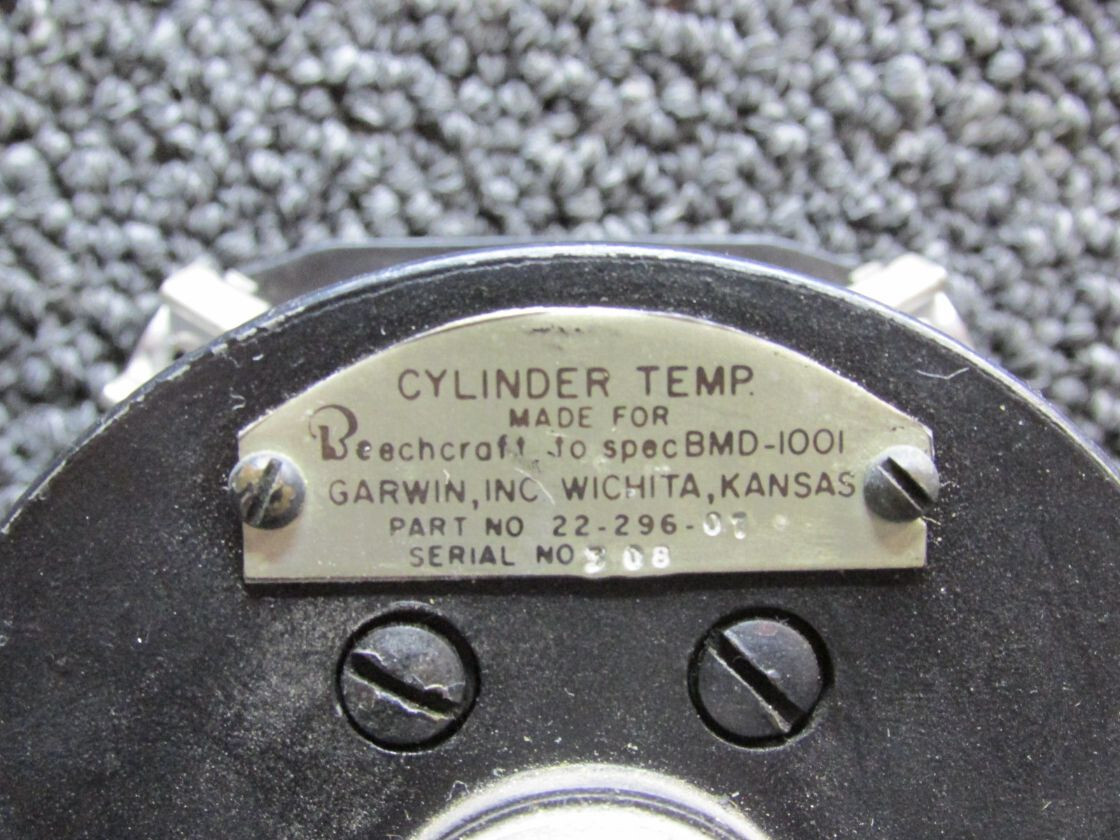 CYLINDER TEMP.
MADE FOR
Beechcraft To spec BMD-1001
GARWIN, INC. WICHITA, KANSAS
PART NO 22-296-07
SERIAL NO